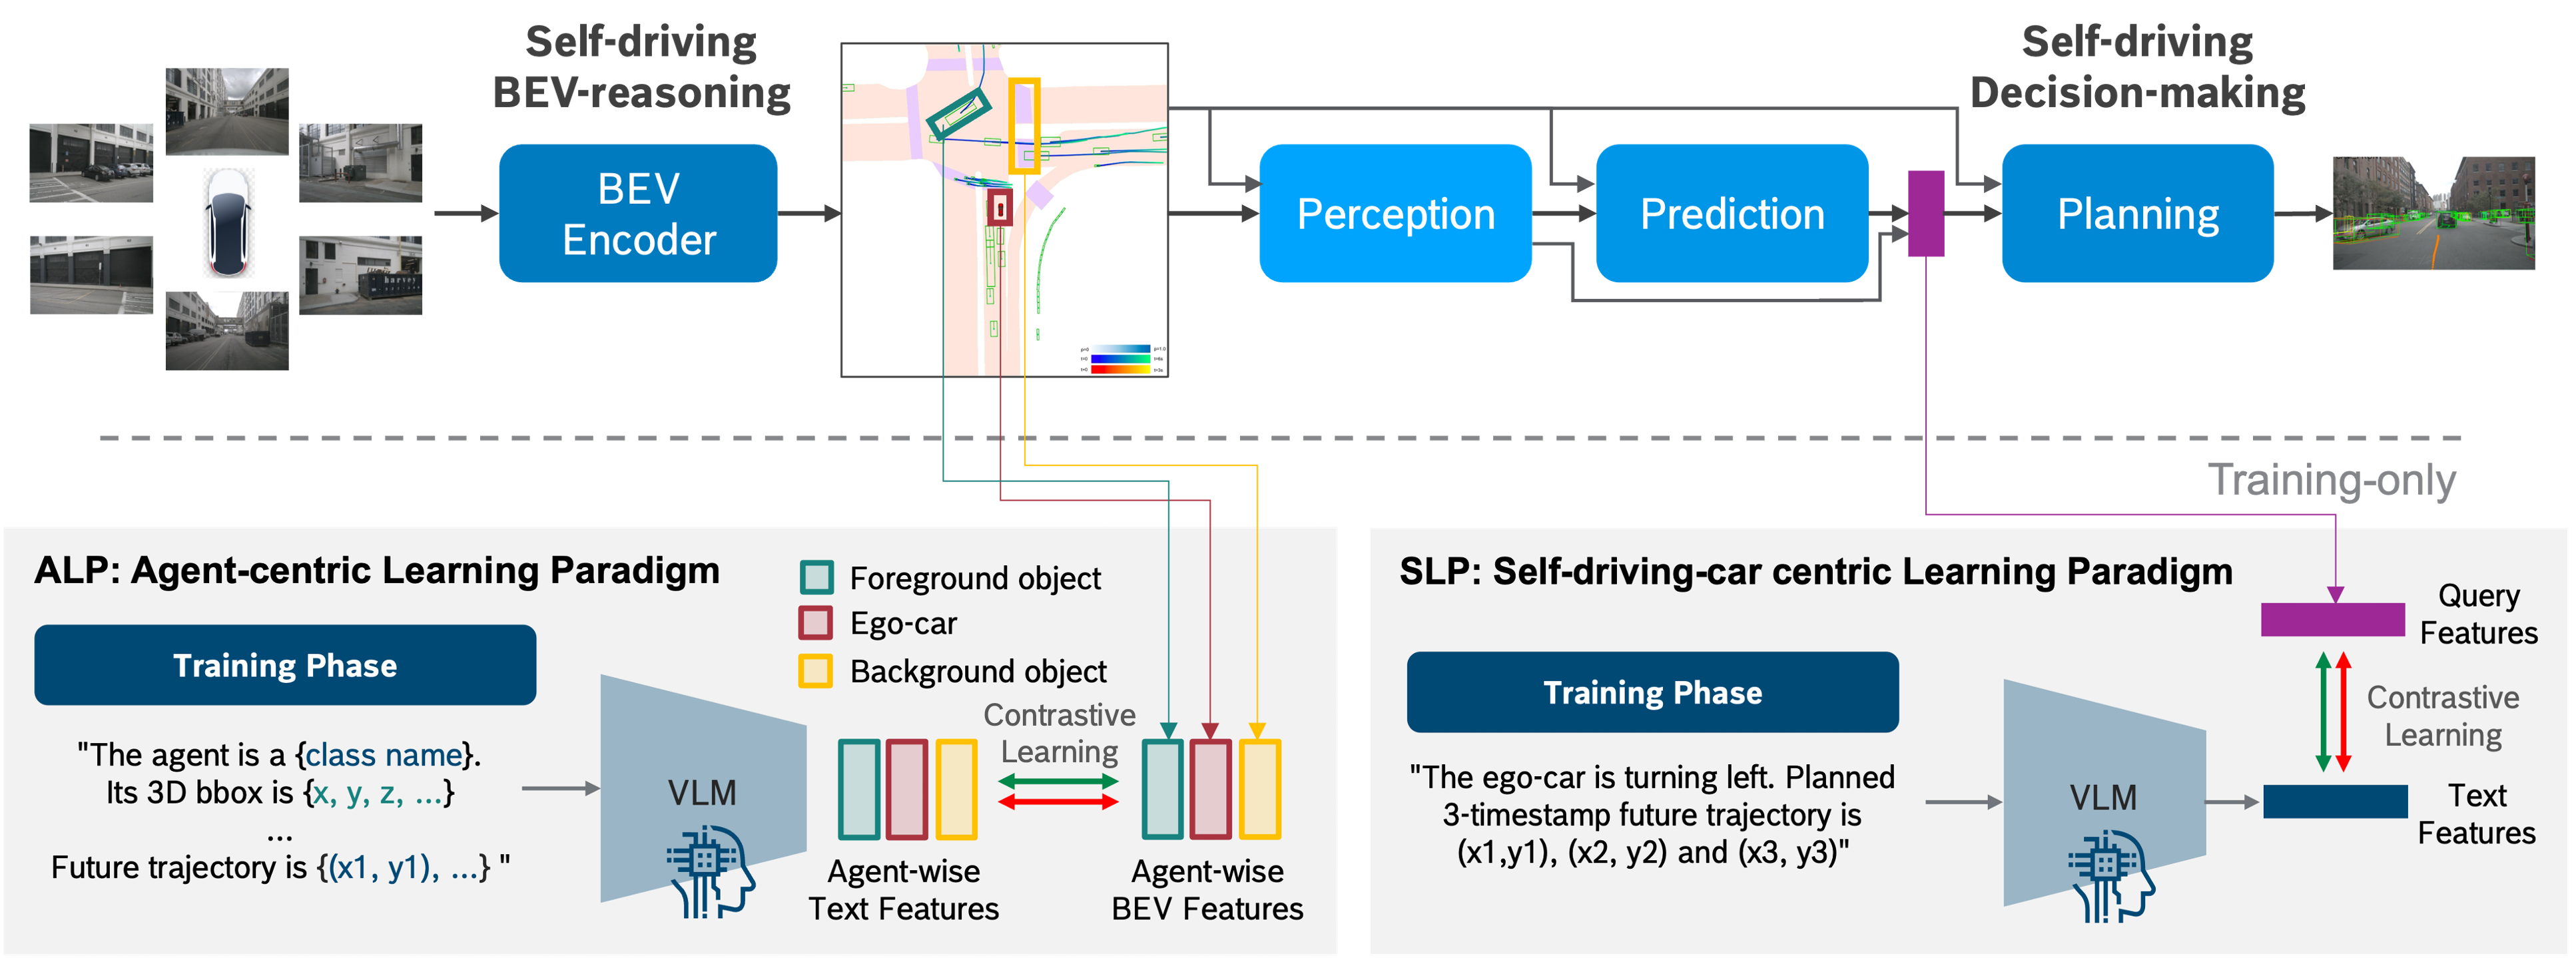 Self-driving
BEV-reasoning
Self-driving
Decision-making
BEV
Encoder
Perception
Prediction
Planning
Training-only
ALP: Agent-centric Learning Paradigm
Training Phase
"The agent is a {class name}.
Its 3D bbox is {x, y, z, ...}
...
Future trajectory is {(x1, y1), ...} "
VLM
Foreground object
Ego-car
Background object
Contrastive
Learning
Agent-wise
Text Features
Agent-wise
BEV Features
SLP: Self-driving-car centric Learning Paradigm
Training Phase
"The ego-car is turning left. Planned
3-timestamp future trajectory is
(x1,y1), (x2, y2) and (x3, y3)"
VLM
Query
Features
Contrastive
Learning
Text
Features